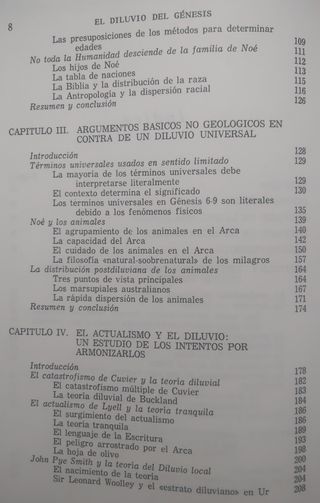 8
EL DILUVIO DEL GÉNESIS
Las presuposiciones de los métodos para determinar
edades 109
No toda la Humanidad desciende de la familia de Noé 111
Los hijos de Noé 112
La tabla de naciones 113
La Biblia y la distribución de la raza 115
La Antropología y la dispersión racial 116
Resumen y conclusión 126
CAPITULO III. ARGUMENTOS BASICOS NO GEOLOGICOS EN
CONTRA DE UN DILUVIO UNIVERSAL
Introducción 128
Términos universales usados en sentido limitado 129
La mayoría de los términos universales debe
interpretarse literalmente 129
El contexto determina el significado 130
Los términos universales en Génesis 6-9 son literales
debido a los fenómenos físicos 135
Noé y los animales 139
El agrupamiento de los animales en el Arca 140
La capacidad del Arca 142
El cuidado de los animales en el Arca 150
La filosofía «natural-soobrenatural» de los milagros 157
La distribución postdiluviana de los animales 164
Tres puntos de vista principales 164
Los marsupiales australianos 167
La rápida dispersión de los animales 171
Resumen y conclusión 174
CAPITULO IV. EL ACTUALISMO Y EL DILUVIO:
UN ESTUDIO DE LOS INTENTOS POR
ARMONIZARLOS
Introducción 178
El catastrofismo de Cuvier y la teoría diluvial 182
El catastrofismo múltiple de Cuvier 183
La teoría diluvial de Buckland 184
El actualismo de Lyell y la teoría tranquila 186
El surgimiento del actualismo 186
La teoría tranquila 189
El lenguaje de la Escritura 193
El peligro arrostrado por el Arca 198
La hoja de olivo 200
John Pye Smith y la teoría del Diluvio local 204
El nacimiento de la teoría 204
Sir Leonard Woolley y el «estrato diluviano» en Ur 208